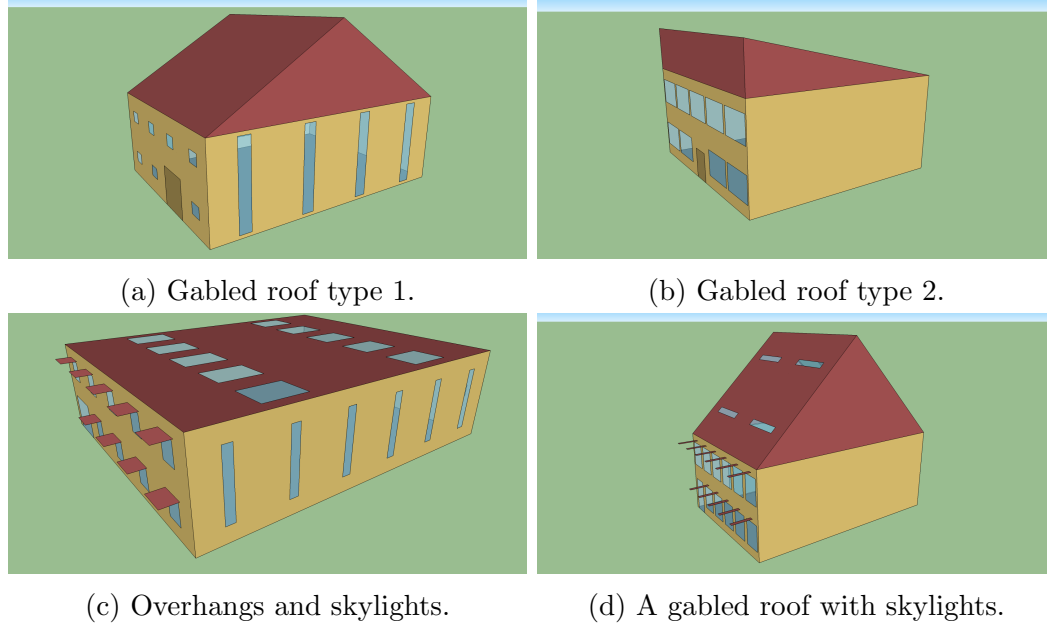 (a) Gabled roof type 1.
(b) Gabled roof type 2.
(c) Overhangs and skylights.
(d) A gabled roof with skylights.